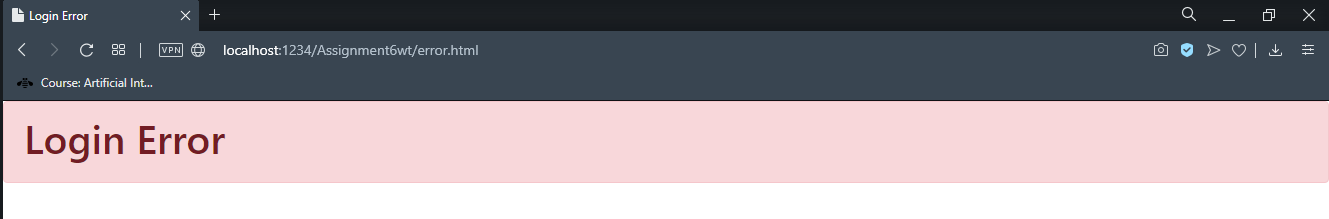 Login Error
VPN localhost:1234/Assignment6wt/error.html
Course: Artificial Int...
Login Error